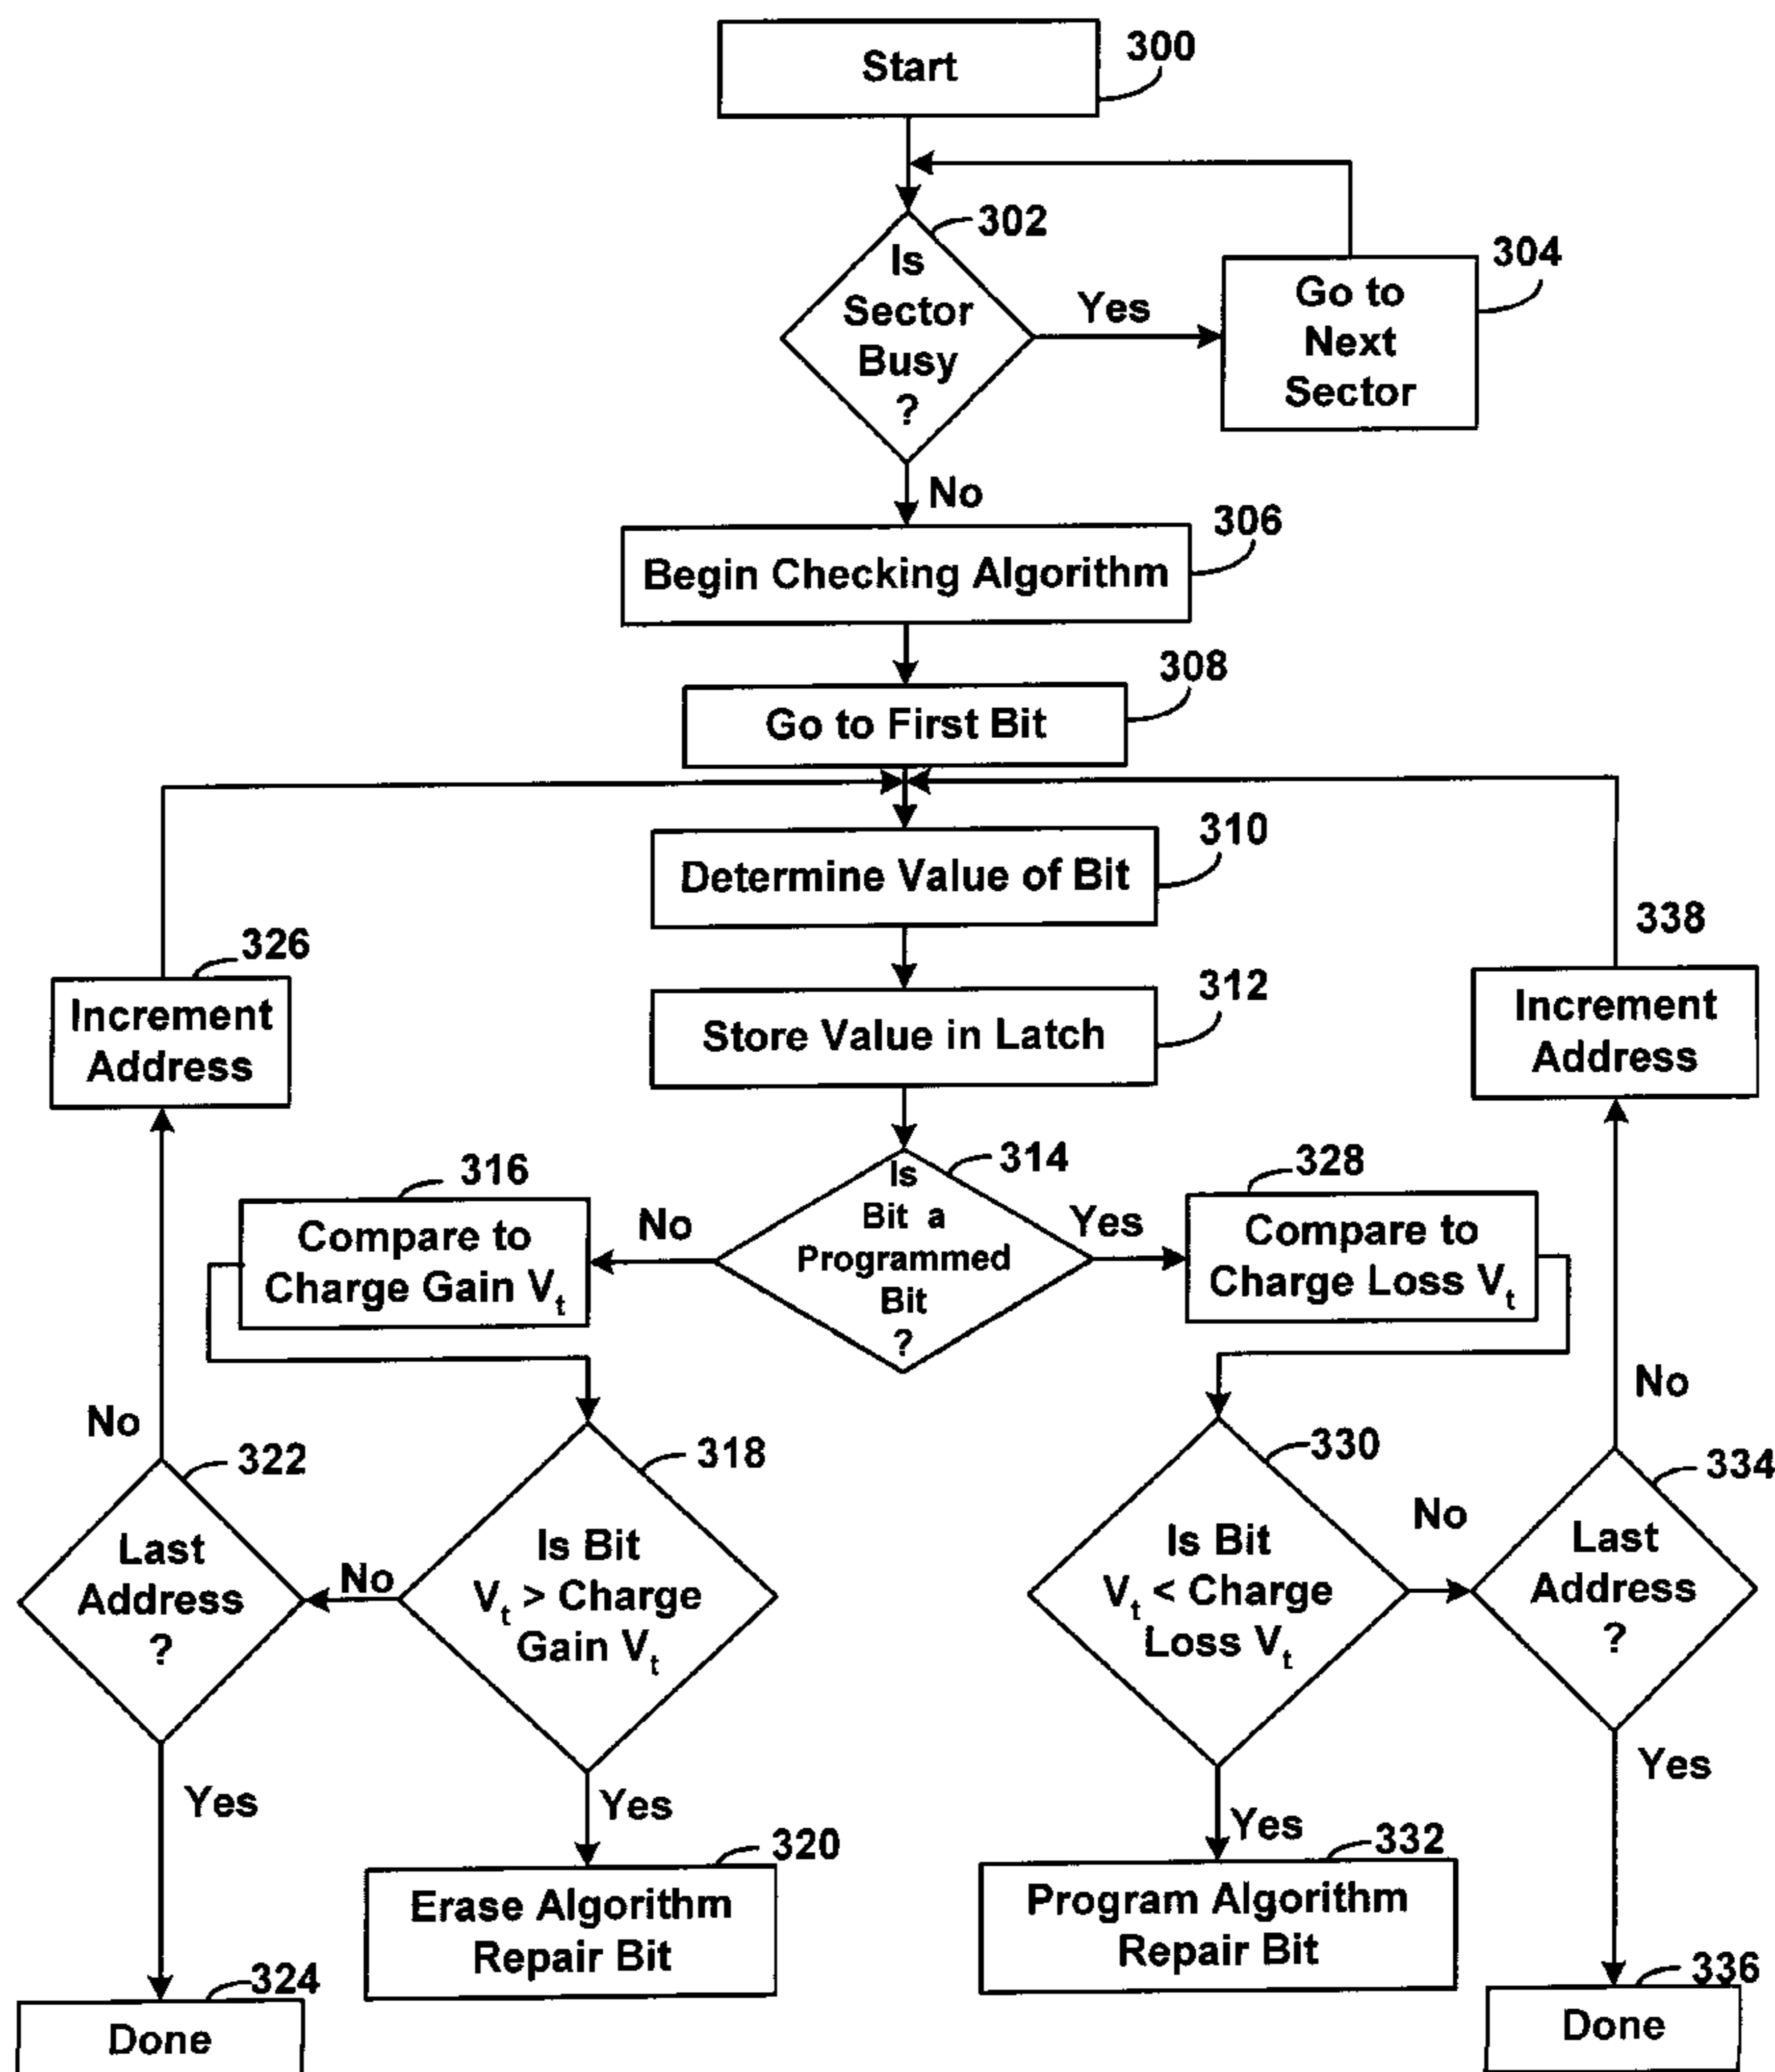 Start
300
302
Is
Sector
Busy
?
Yes
304
Go to
Next
Sector
No
306
Begin Checking Algorithm
308
Go to First Bit
310
Determine Value of Bit
326
Increment
Address
338
Increment
Address
312
Store Value in Latch
316
Compare to
Charge Gain Vt
No
314
Is
Bit a
Programmed
Bit
?
Yes
328
Compare to
Charge Loss Vt
No
322
Last
Address
?
No
318
Is Bit
Vt > Charge
Gain Vt
330
Is Bit
Vt < Charge
Loss Vt
No
No
334
Last
Address
?
Yes
Yes
320
Erase Algorithm
Repair Bit
Yes
332
Program Algorithm
Repair Bit
Yes
324
Done
336
Done